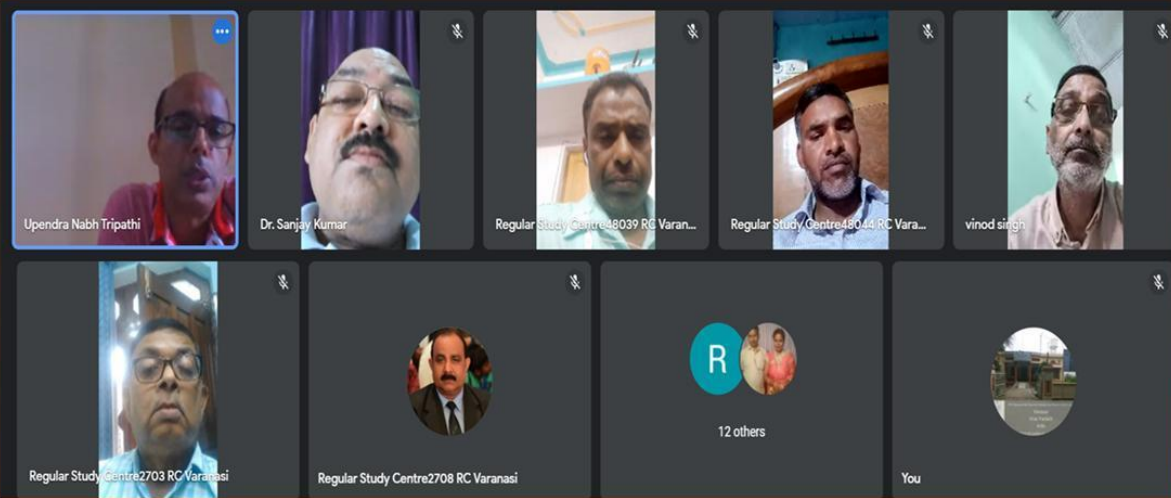 Upendra Nabh Tripathi
Dr. Sanjay Kumar
Regular Study Centre48039 RC Varan...
Regular Study Centre48044 RC Vara...
vinod singh
Regular Study Centre2703 RC Varanasi
Regular Study Centre2708 RC Varanasi
R
12 others
You